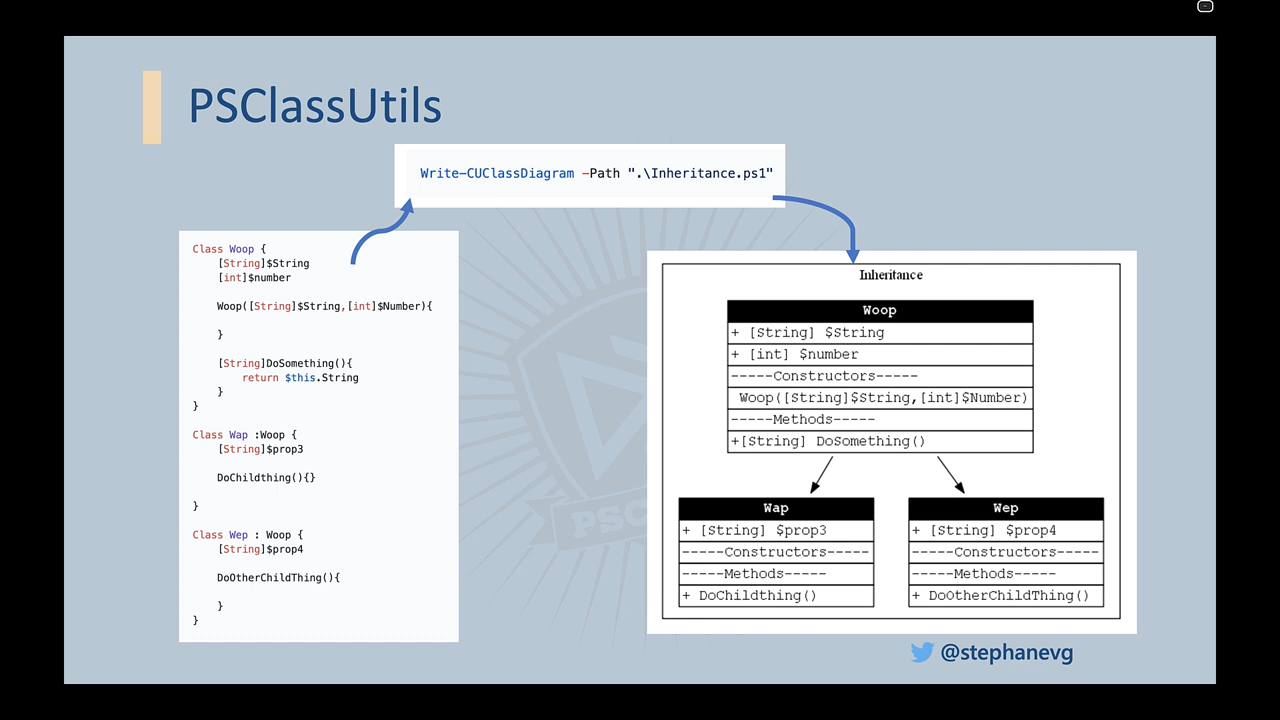 PSClassUtils
Write-CUClassDiagram -Path ".\Inheritance.ps1"
Class Woop {
[String]$String
[int]$number
Woop([String]$String,[int]$Number){
}
[String]DoSomething(){
return $this.String
}
}
Class Wap :Woop {
[String]$prop3
DoChildthing(){}
}
Class Wep : Woop {
[String]$prop4
DoOtherChildThing(){
}
}
Inheritance
Woop
+ [String] $String
+ [int] $number
-----Constructors-----
Woop([String]$String,[int]$Number)
-----Methods-----
+[String] DoSomething()
Wap
+ [String] $prop3
-----Constructors-----
-----Methods-----
+ DoChildthing()
Wep
+ [String] $prop4
-----Constructors-----
-----Methods-----
+ DoOtherChildThing()
PSC
@stephanevg